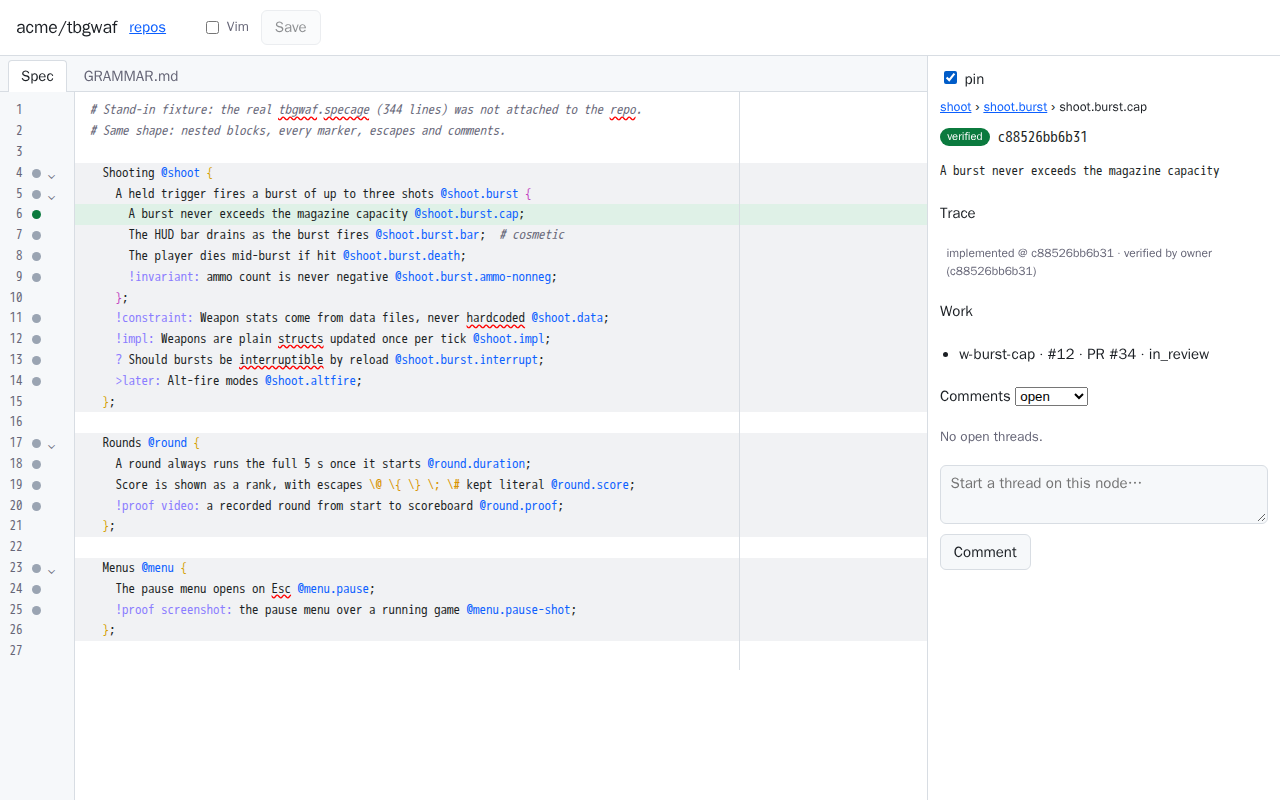 acme/tbgwaf repos Vim Save
Spec GRAMMAR.md
1 # Stand-in fixture: the real tbgwaf.specage (344 lines) was not attached to the repo.
2 # Same shape: nested blocks, every marker, escapes and comments.
3
4 Shooting @shoot {
5 A held trigger fires a burst of up to three shots @shoot.burst {
6 A burst never exceeds the magazine capacity @shoot.burst.cap;
7 The HUD bar drains as the burst fires @shoot.burst.bar; # cosmetic
8 The player dies mid-burst if hit @shoot.burst.death;
9 !invariant: ammo count is never negative @shoot.burst.ammo-nonneg;
10 };
11 !constraint: Weapon stats come from data files, never hardcoded @shoot.data;
12 !impl: Weapons are plain structs updated once per tick @shoot.impl;
13 ? Should bursts be interruptible by reload @shoot.burst.interrupt;
14 >later: Alt-fire modes @shoot.altfire;
15 };
16
17 Rounds @round {
18 A round always runs the full 5 s once it starts @round.duration;
19 Score is shown as a rank, with escapes \@ \{ \} \; \# kept literal @round.score;
20 !proof video: a recorded round from start to scoreboard @round.proof;
21 };
22
23 Menus @menu {
24 The pause menu opens on Esc @menu.pause;
25 !proof screenshot: the pause menu over a running game @menu.pause-shot;
26 };
27
pin
shoot › shoot.burst › shoot.burst.cap
verified c88526bb6b31
A burst never exceeds the magazine capacity
Trace
implemented @ c88526bb6b31 · verified by owner
(c88526bb6b31)
Work
• w-burst-cap · #12 · PR #34 · in_review
Comments open
No open threads.
Start a thread on this node…
Comment